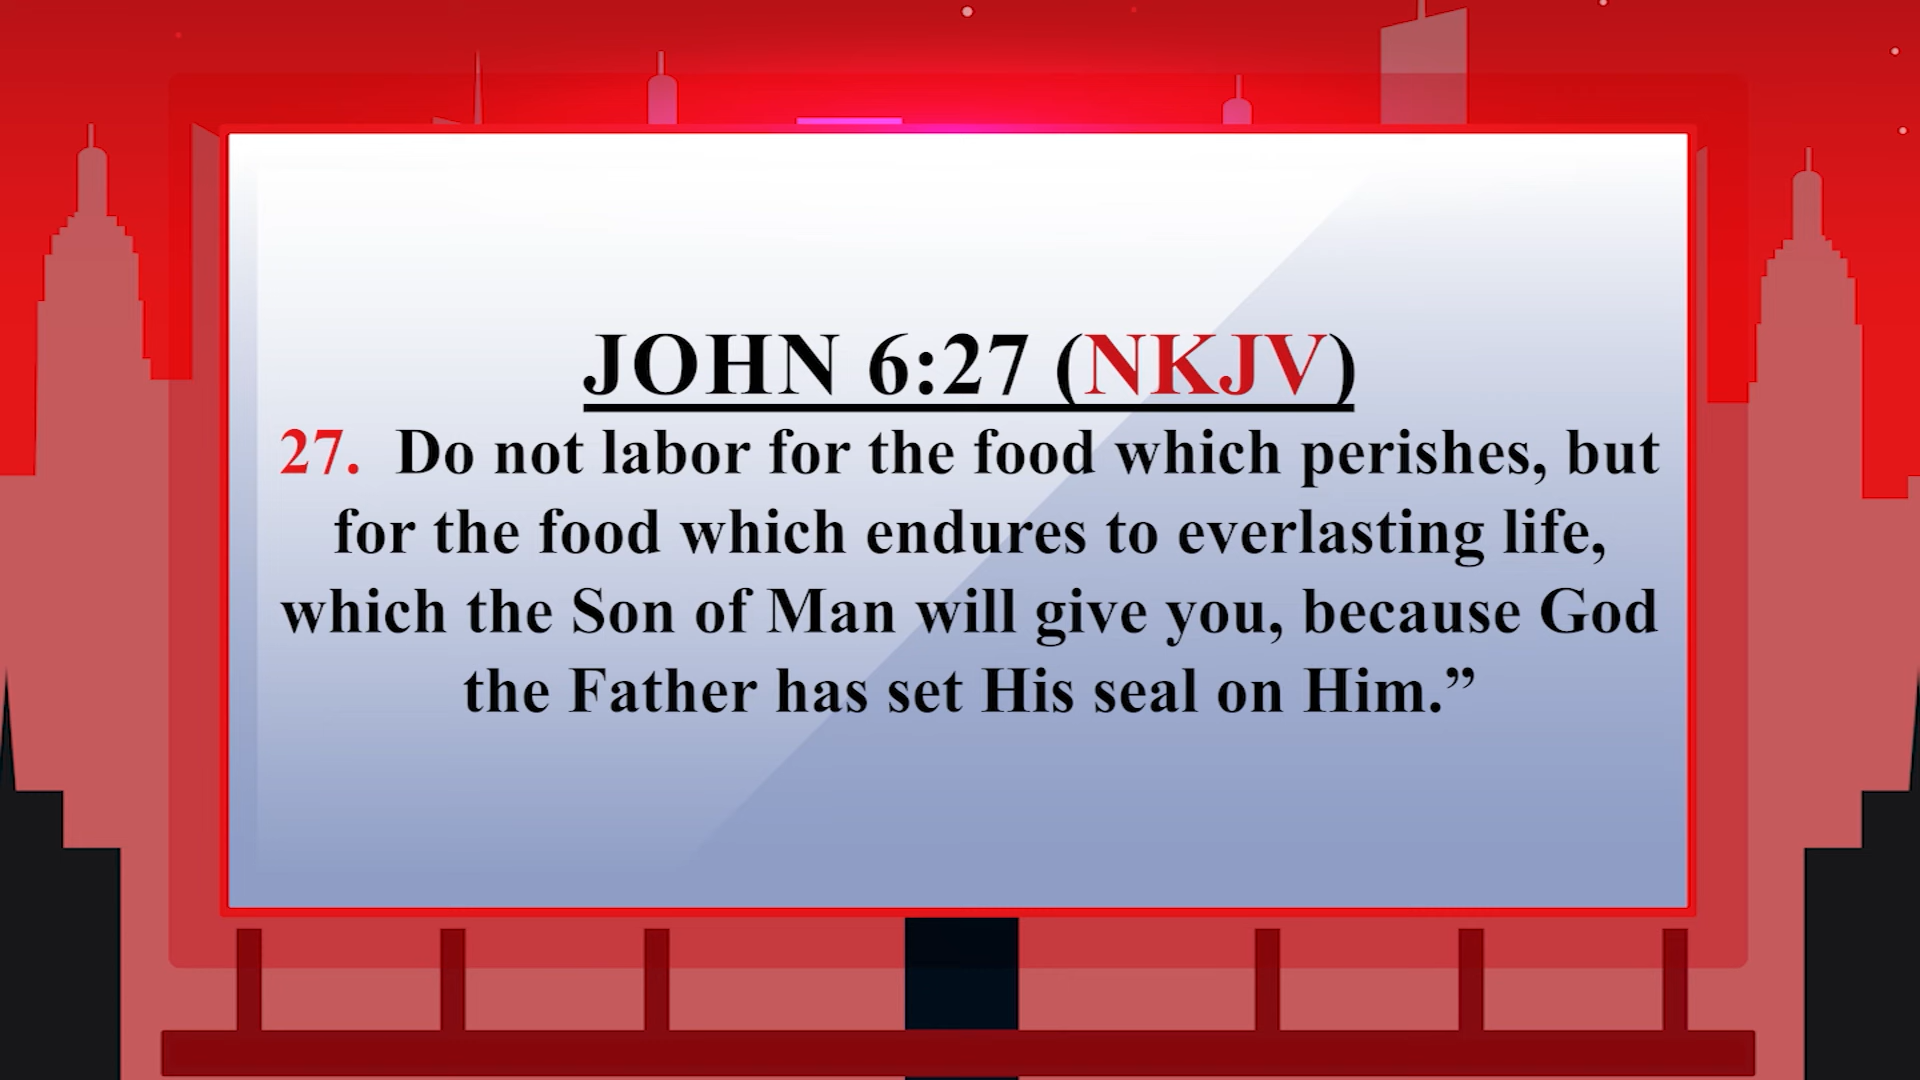 JOHN 6:27 (NKJV)
27. Do not labor for the food which perishes, but
for the food which endures to everlasting life,
which the Son of Man will give you, because God
the Father has set His seal on Him.”